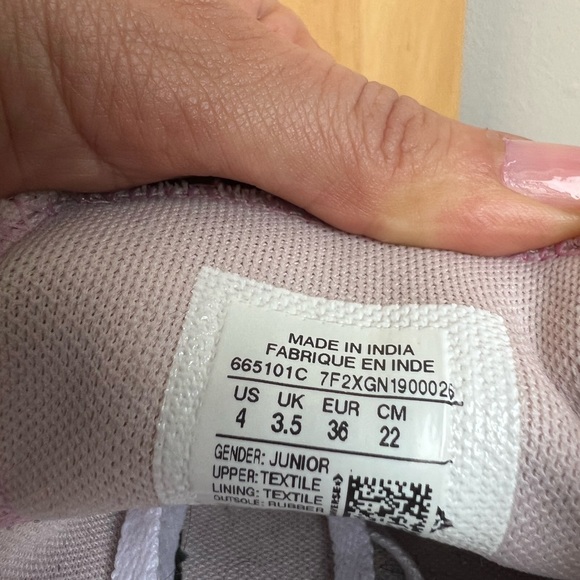 MADE IN INDIA
FABRIQUE EN INDE
665101C 7F2XGN1900026
US UK EUR CM
4 3.5 36 22
GENDER: JUNIOR
UPPER: TEXTILE
LINING: TEXTILE
OUTSOLE: RUBBER